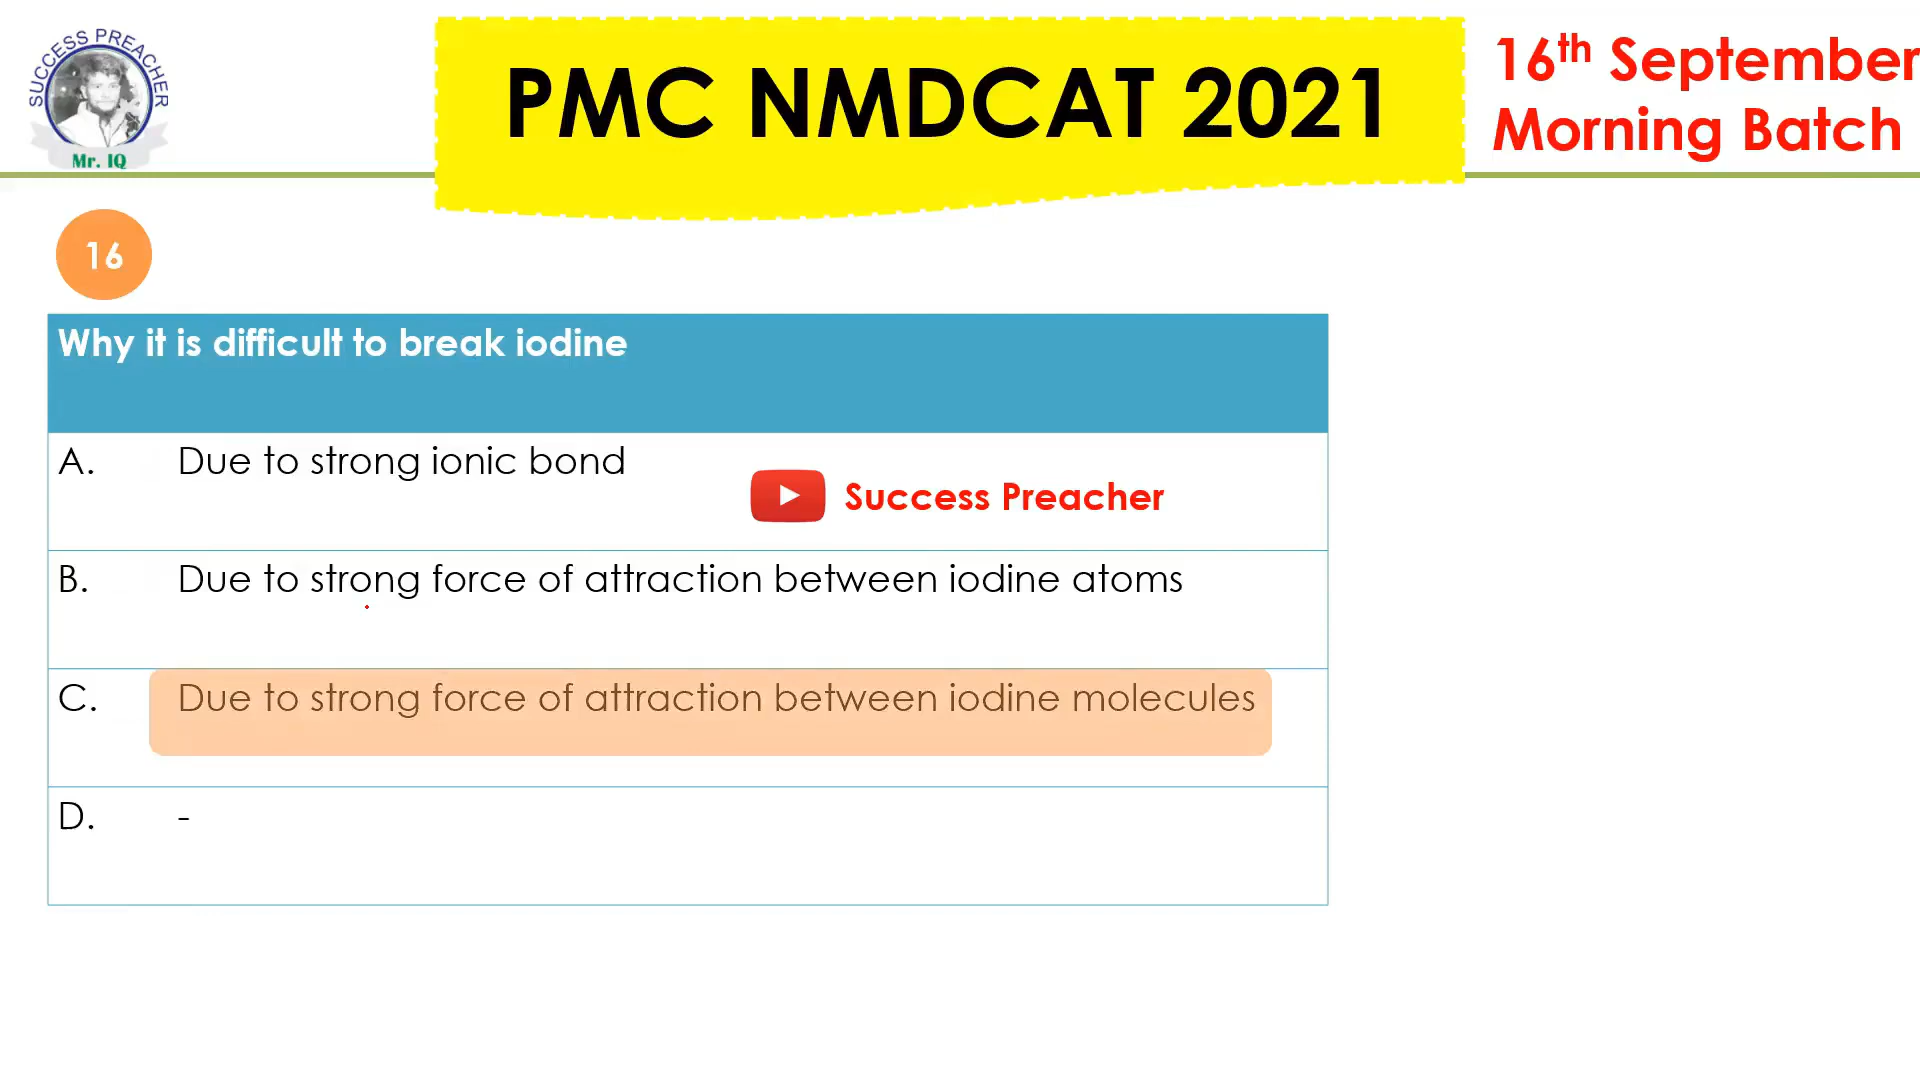 SUCCESS PREACHER
Mr. IQ
PMC NMDCAT 2021
16th September
Morning Batch
16
Why it is difficult to break iodine
A. Due to strong ionic bond
Success Preacher
B. Due to strong force of attraction between iodine atoms
C. Due to strong force of attraction between iodine molecules
D. -